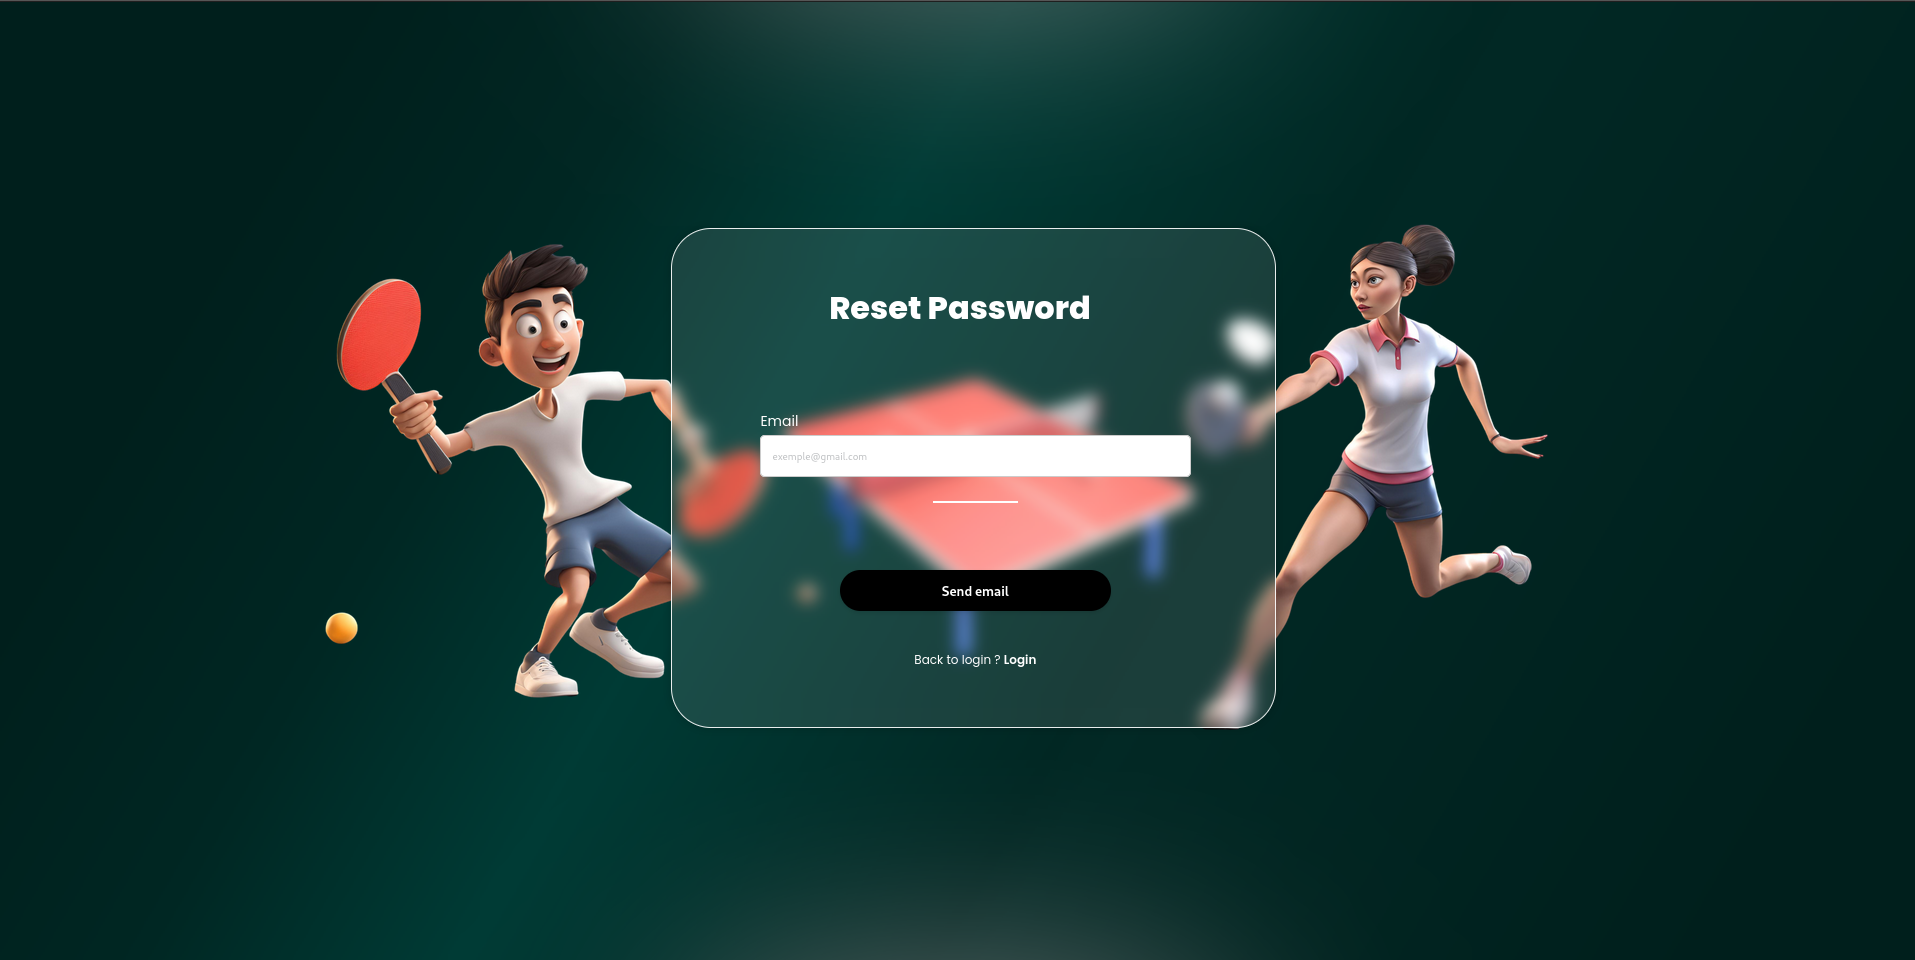 Reset Password
Email
exemple@gmail.com
Send email
Back to login ? Login